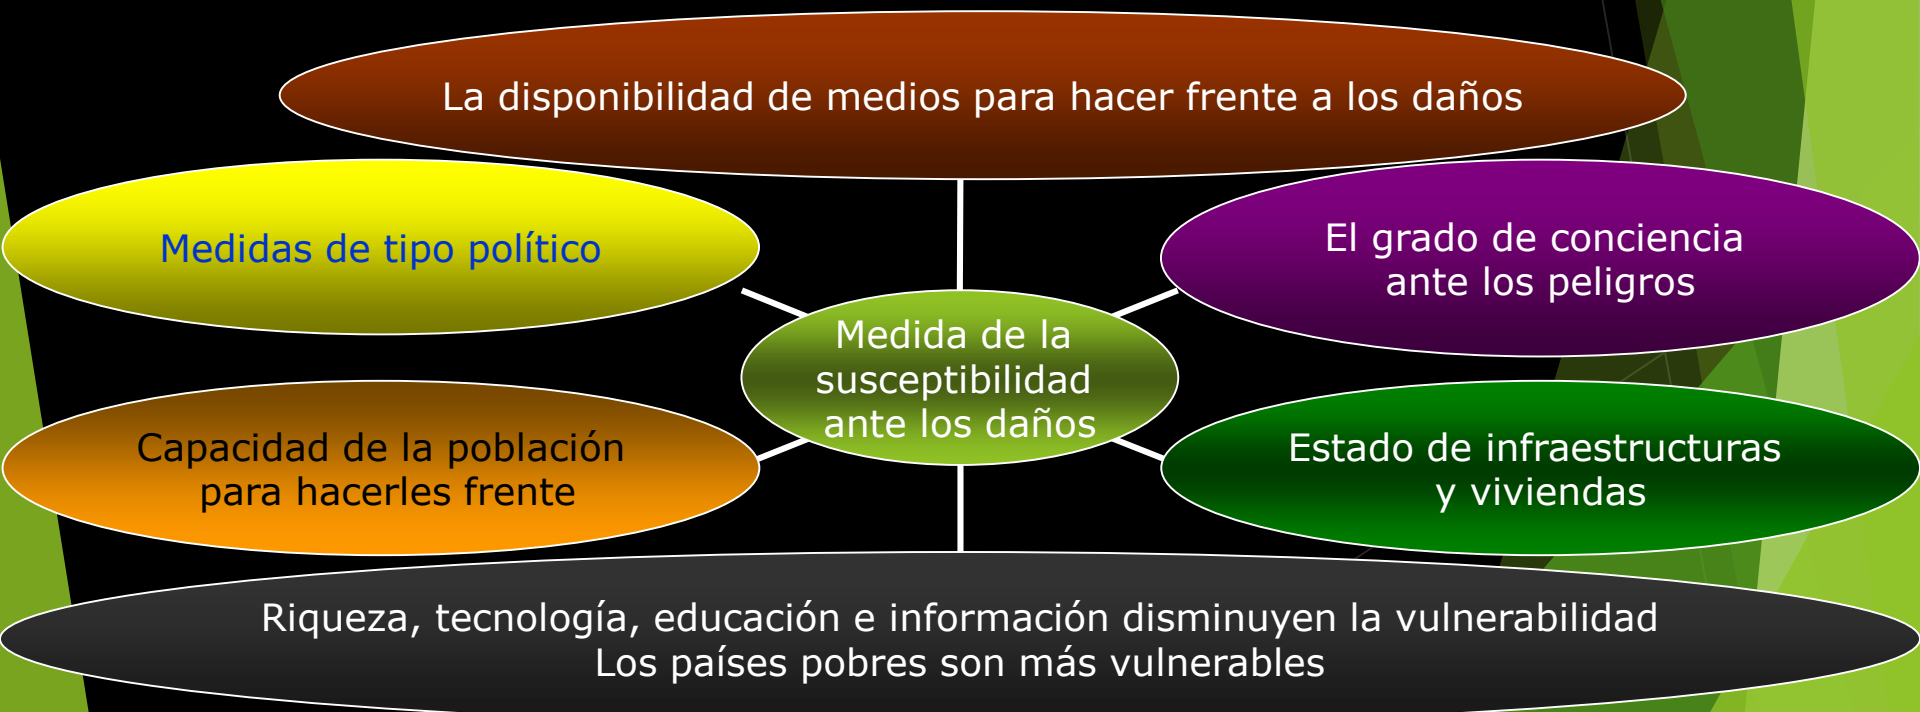 La disponibilidad de medios para hacer frente a los daños
Medidas de tipo político
El grado de conciencia
ante los peligros
Medida de la
susceptibilidad
ante los daños
Capacidad de la población
para hacerles frente
Estado de infraestructuras
y viviendas
Riqueza, tecnología, educación e información disminuyen la vulnerabilidad
Los países pobres son más vulnerables